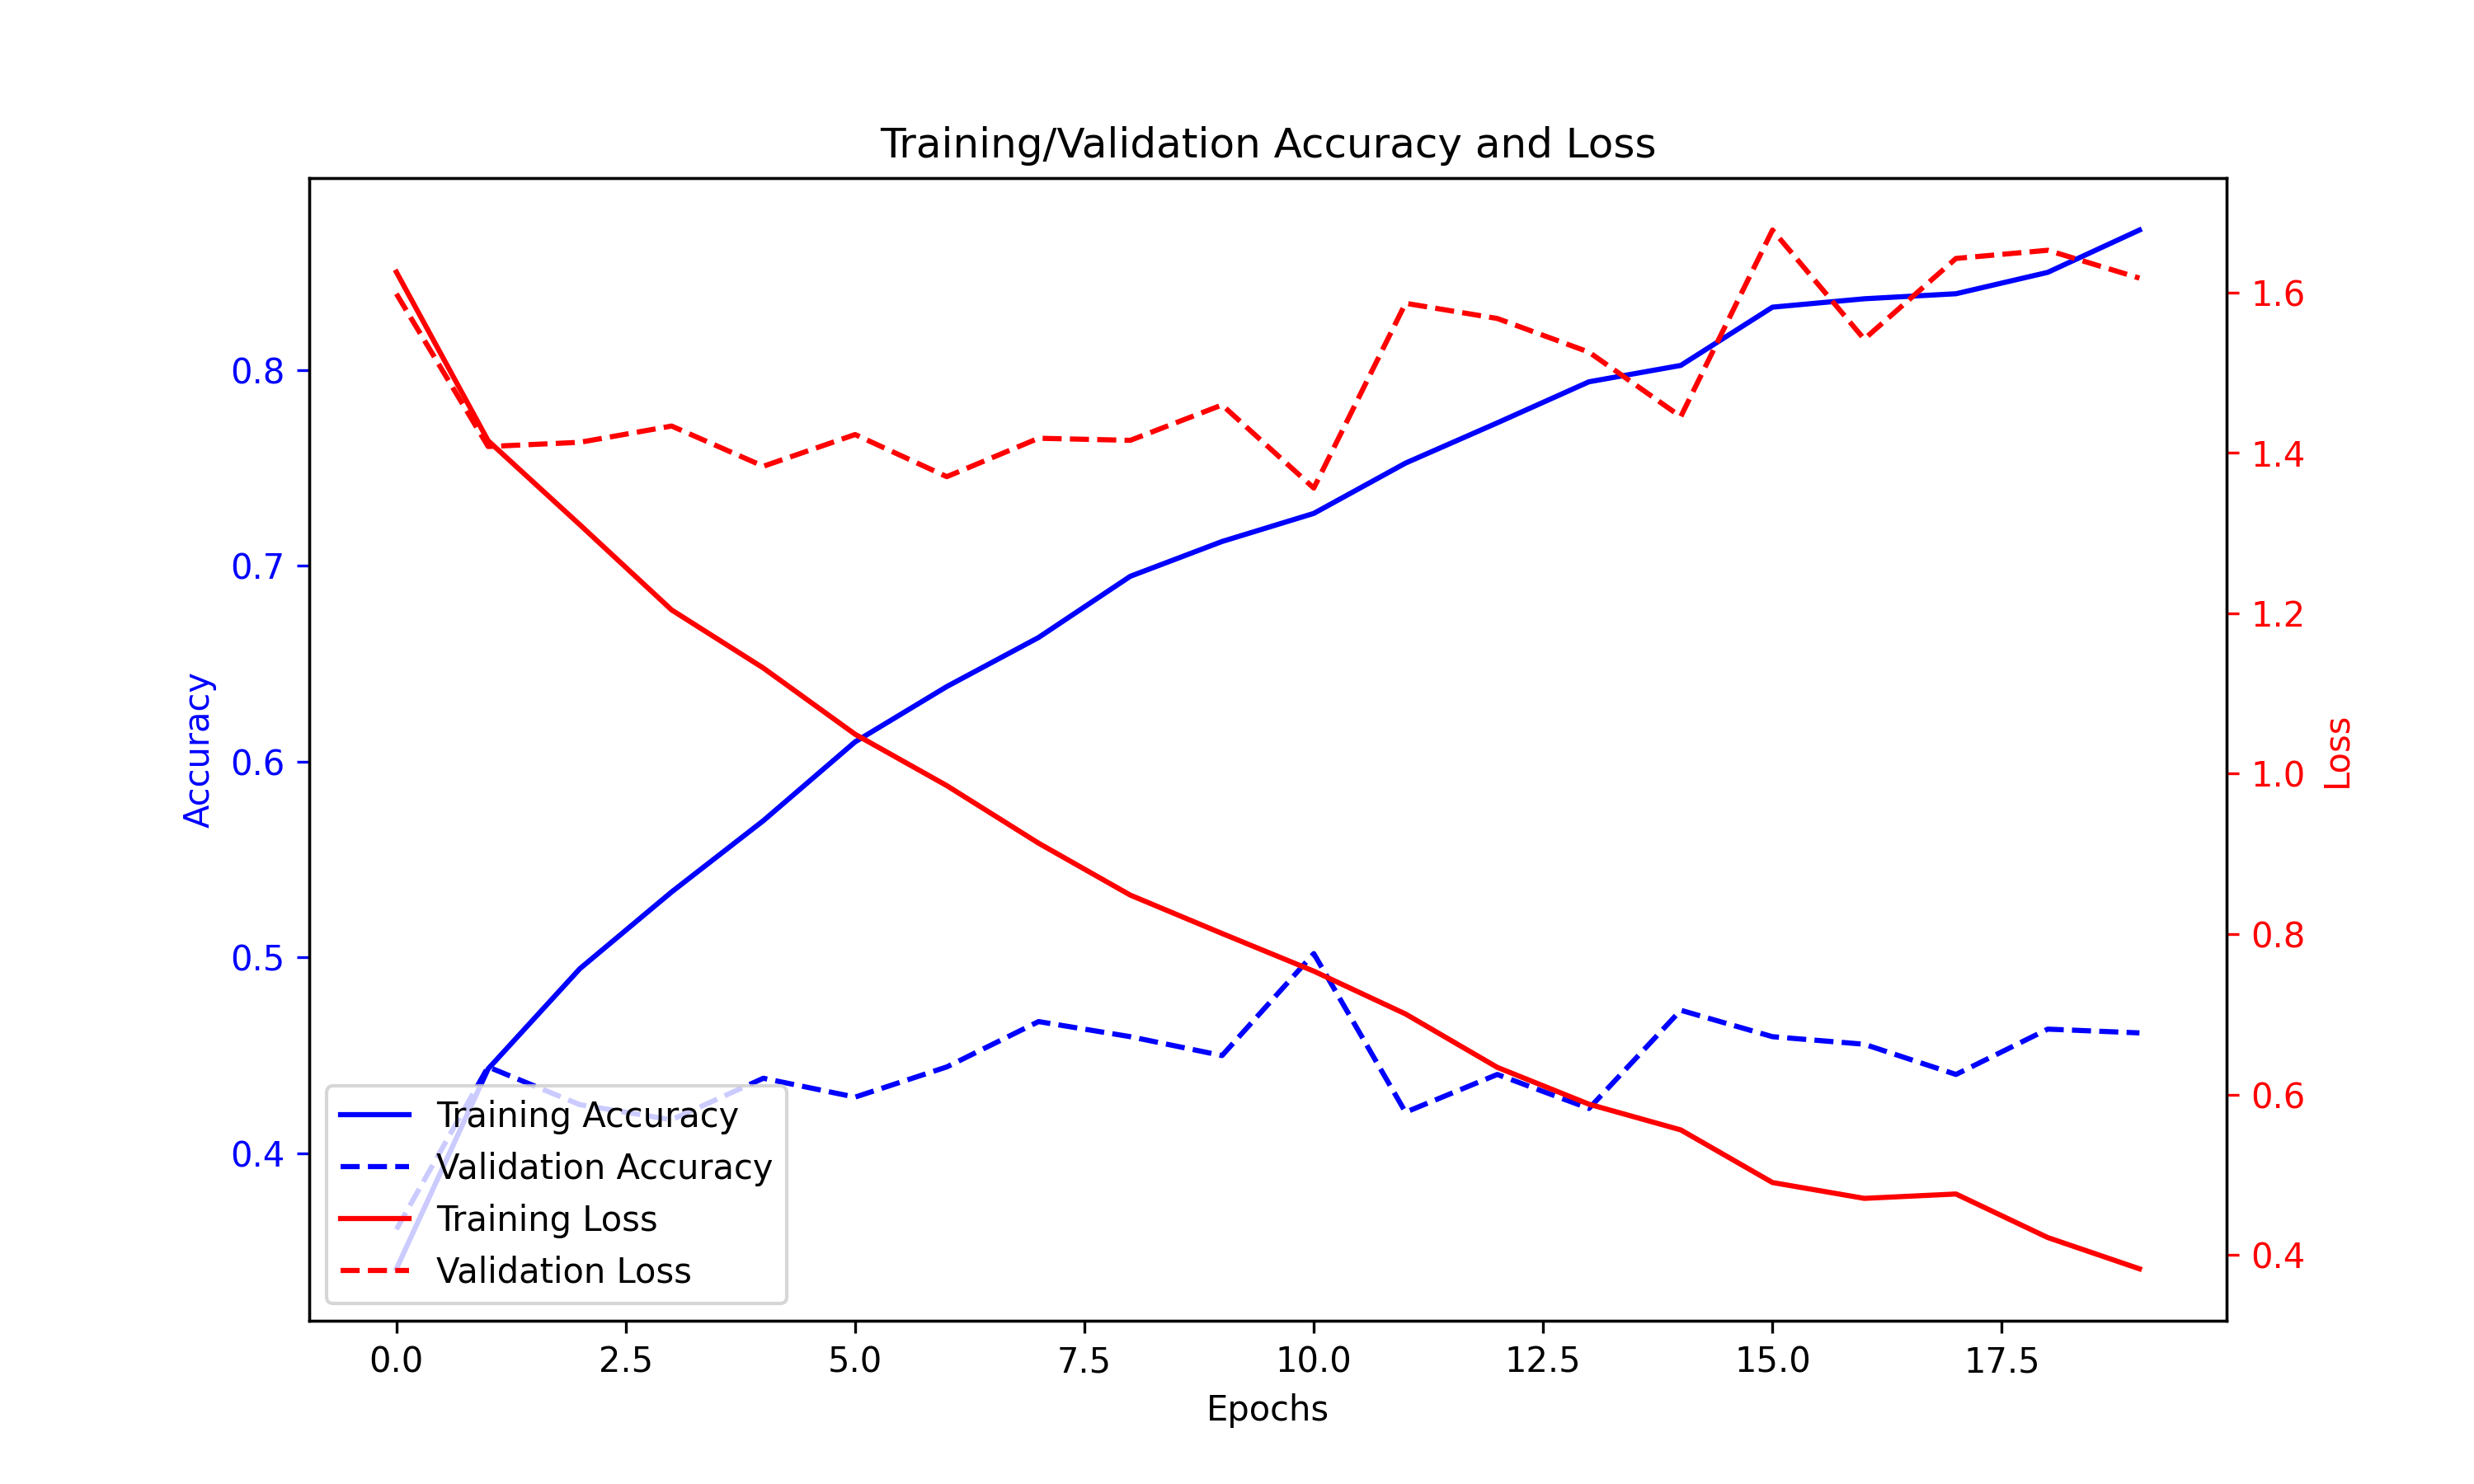 Training/Validation Accuracy and Loss
0.8
0.7
0.6
0.5
0.4
Accuracy
1.6
1.4
1.2
1.0
0.8
0.6
0.4
Loss
Training Accuracy
Validation Accuracy
Training Loss
Validation Loss
0.0 2.5 5.0 7.5 10.0 12.5 15.0 17.5
Epochs